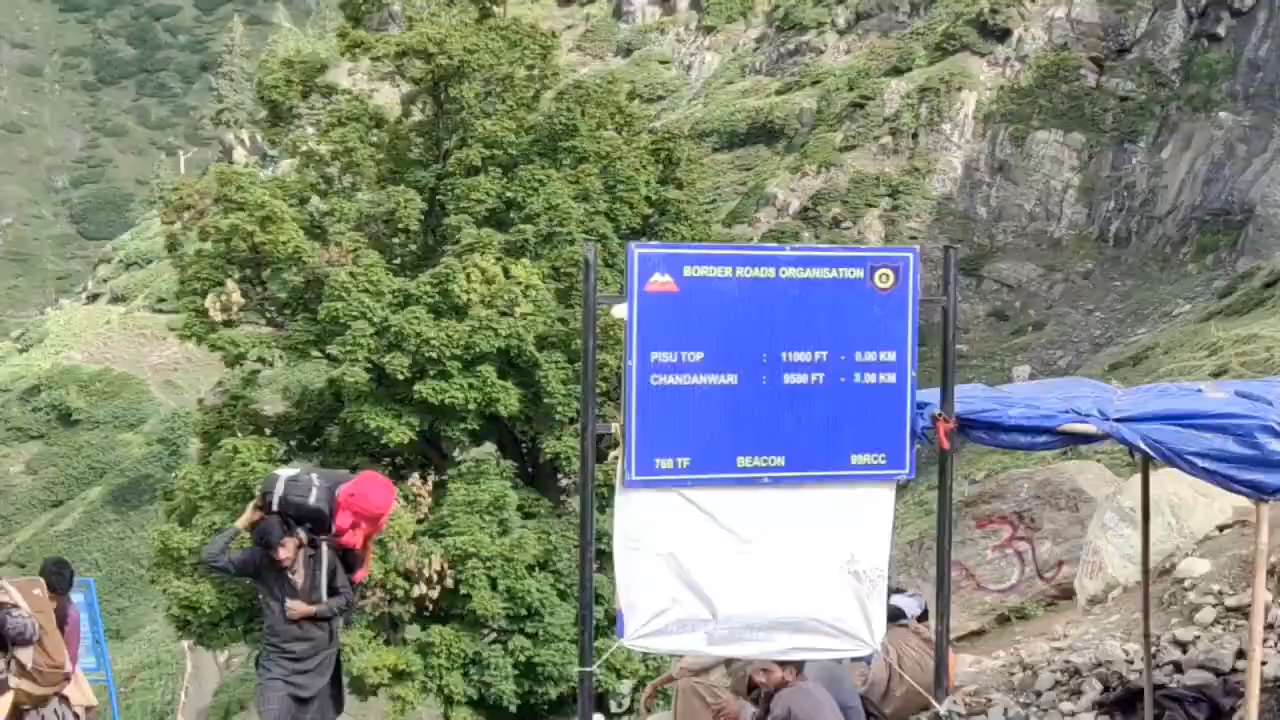 BORDER ROADS ORGANISATION
PISU TOP : 11000 FT - 0.00 KM
CHANDANWARI : 9500 FT - 3.00 KM
760 TF BEACON 99RCC
ॐ